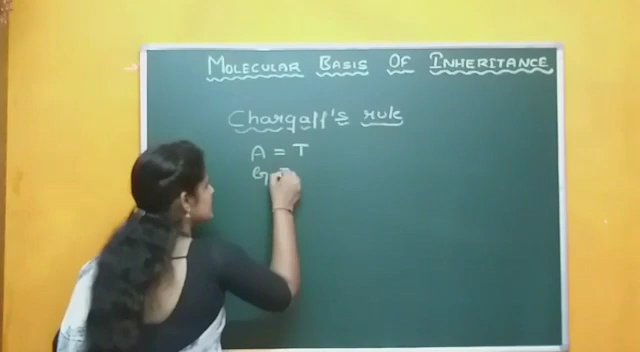 MOLECULAR BASIS OF INHERITANCE
Chargaff's rule
A = T
G =